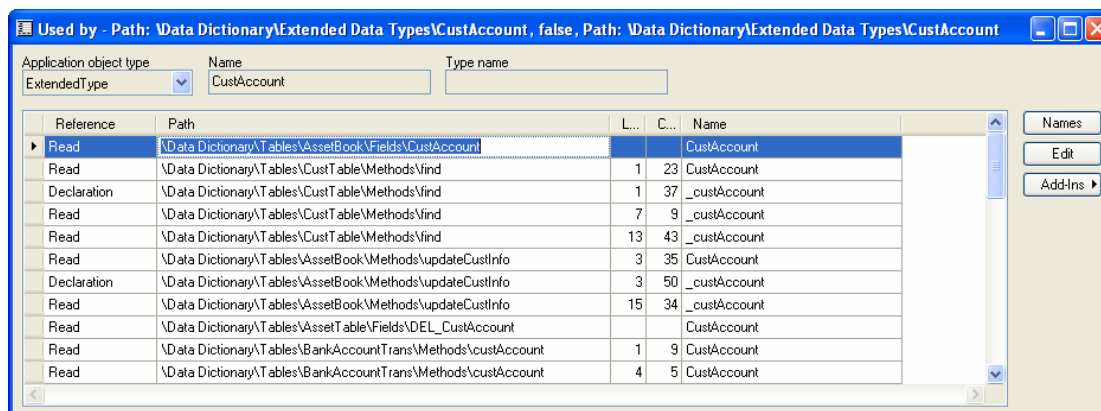 Used by - Path: \Data Dictionary\Extended Data Types\CustAccount, false, Path: \Data Dictionary\Extended Data Types\CustAccount
Application object type Name Type name
ExtendedType CustAccount
Reference Path L... C... Name
Read \Data Dictionary\Tables\AssetBook\Fields\CustAccount CustAccount
Read \Data Dictionary\Tables\CustTable\Methods\find 1 23 CustAccount
Declaration \Data Dictionary\Tables\CustTable\Methods\find 1 37 _custAccount
Read \Data Dictionary\Tables\CustTable\Methods\find 7 9 _custAccount
Read \Data Dictionary\Tables\CustTable\Methods\find 13 43 _custAccount
Read \Data Dictionary\Tables\AssetBook\Methods\updateCustInfo 3 35 CustAccount
Declaration \Data Dictionary\Tables\AssetBook\Methods\updateCustInfo 3 50 _custAccount
Read \Data Dictionary\Tables\AssetBook\Methods\updateCustInfo 15 34 _custAccount
Read \Data Dictionary\Tables\AssetTable\Fields\DEL_CustAccount CustAccount
Read \Data Dictionary\Tables\BankAccountTrans\Methods\custAccount 1 9 CustAccount
Read \Data Dictionary\Tables\BankAccountTrans\Methods\custAccount 4 5 CustAccount
Names
Edit
Add-Ins